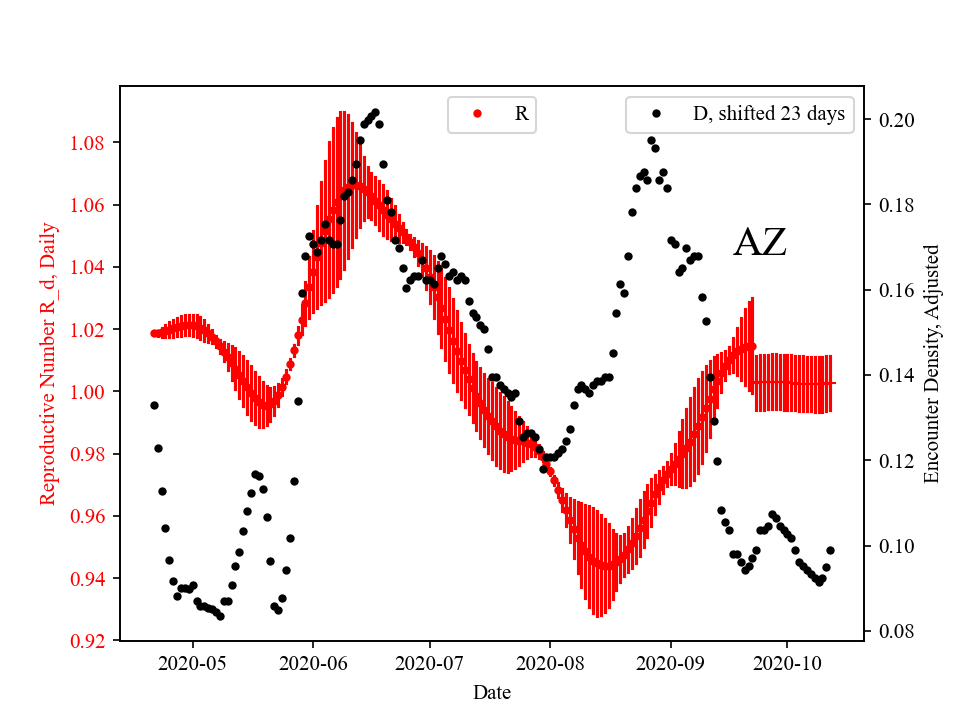 R
D, shifted 23 days
AZ
Reproductive Number R_d, Daily
1.08
1.06
1.04
1.02
1.00
0.98
0.96
0.94
0.92
0.20
0.18
0.16
0.14
0.12
0.10
0.08
Encounter Density, Adjusted
2020-05 2020-06 2020-07 2020-08 2020-09 2020-10
Date